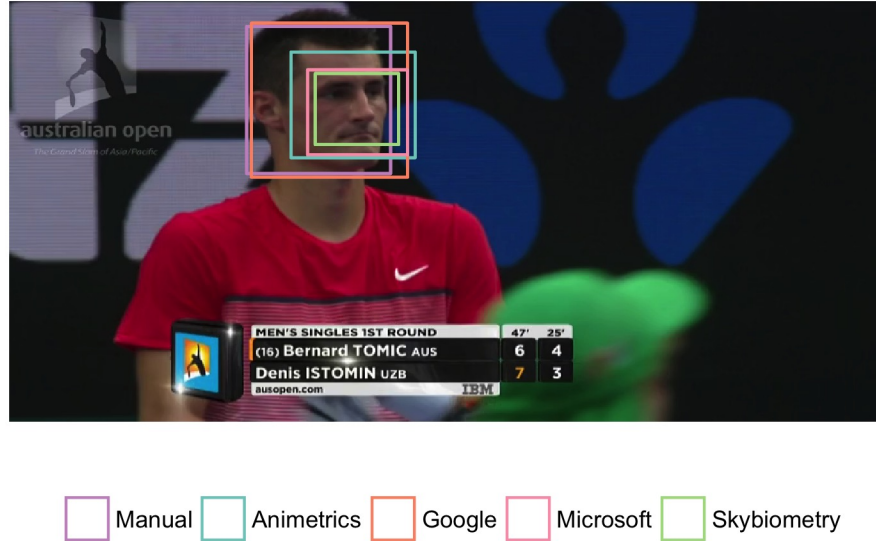 australian open
The Grand Slam of Asia/Pacific
MEN'S SINGLES 1ST ROUND 47' 25'
(16) Bernard TOMIC AUS 6 4
Denis ISTOMIN UZB 7 3
ausopen.com IBM
Manual Animetrics Google Microsoft Skybiometry